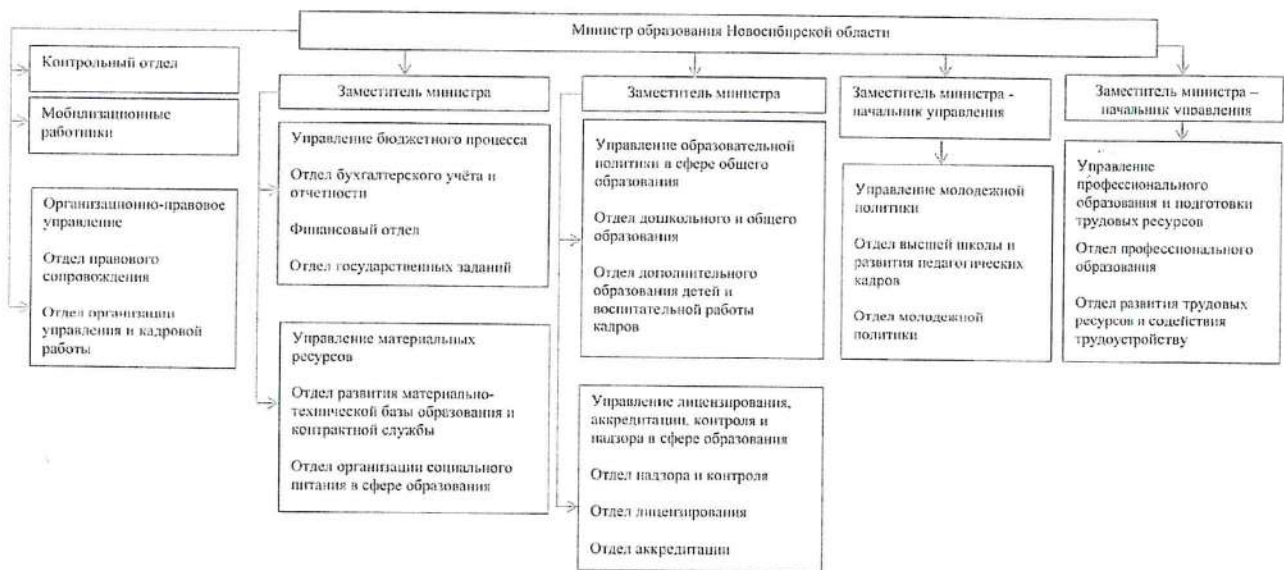 Министр образования Новосибирской области
Контрольный отдел
Мобилизационные
работники
Организационно-правовое
управление
Отдел правового
сопровождения
Отдел организации
управления и кадровой
работы
Заместитель министра
Управление бюджетного процесса
Отдел бухгалтерского учёта и
отчетности
Финансовый отдел
Отдел государственных заданий
Управление материальных
ресурсов
Отдел развития материально-
технической базы образования и
контрактной службы
Отдел организации социального
питания в сфере образования
Заместитель министра
Управление образовательной
политики в сфере общего
образования
Отдел дошкольного и общего
образования
Отдел дополнительного
образования детей и
воспитательной работы
кадров
Управление лицензирования,
аккредитации, контроля и
надзора в сфере образования
Отдел надзора и контроля
Отдел лицензирования
Отдел аккредитации
Заместитель министра -
начальник управления
Управление молодежной
политики
Отдел высшей школы и
развития педагогических
кадров
Отдел молодежной
политики
Заместитель министра –
начальник управления
Управление
профессионального
образования и подготовки
трудовых ресурсов
Отдел профессионального
образования
Отдел развития трудовых
ресурсов и содействия
трудоустройству